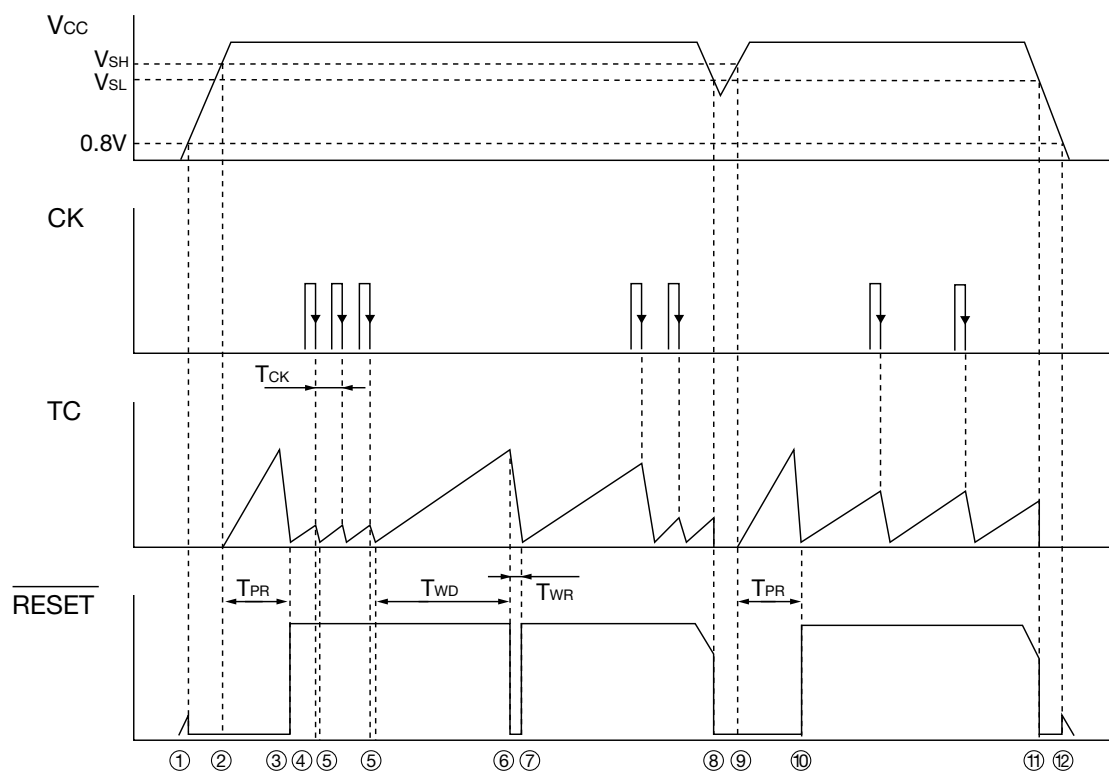 VCC
VSH
VSL
0.8V
CK
TCK
TC
TPR
TWD
TWR
TPR
RESET
① ② ③ ④ ⑤ ⑤ ⑥ ⑦ ⑧ ⑨ ⑩ ⑪ ⑫